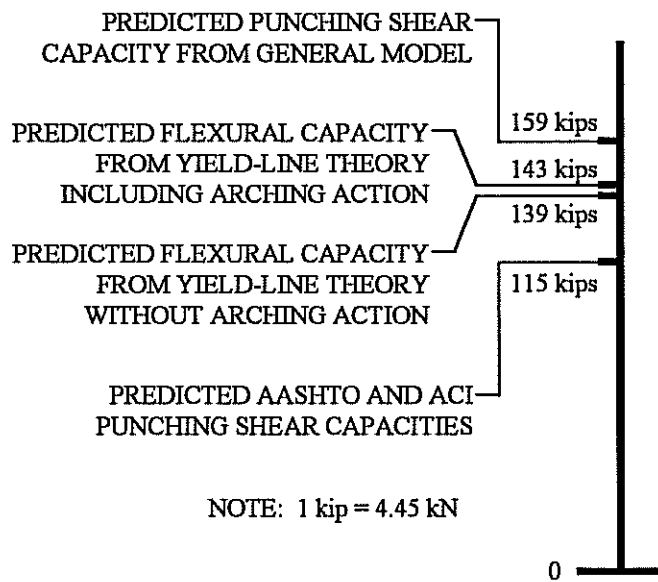 PREDICTED PUNCHING SHEAR
CAPACITY FROM GENERAL MODEL
159 kips
PREDICTED FLEXURAL CAPACITY
FROM YIELD-LINE THEORY
INCLUDING ARCHING ACTION
143 kips
139 kips
PREDICTED FLEXURAL CAPACITY
FROM YIELD-LINE THEORY
WITHOUT ARCHING ACTION
115 kips
PREDICTED AASHTO AND ACI
PUNCHING SHEAR CAPACITIES
NOTE: 1 kip = 4.45 kN
0